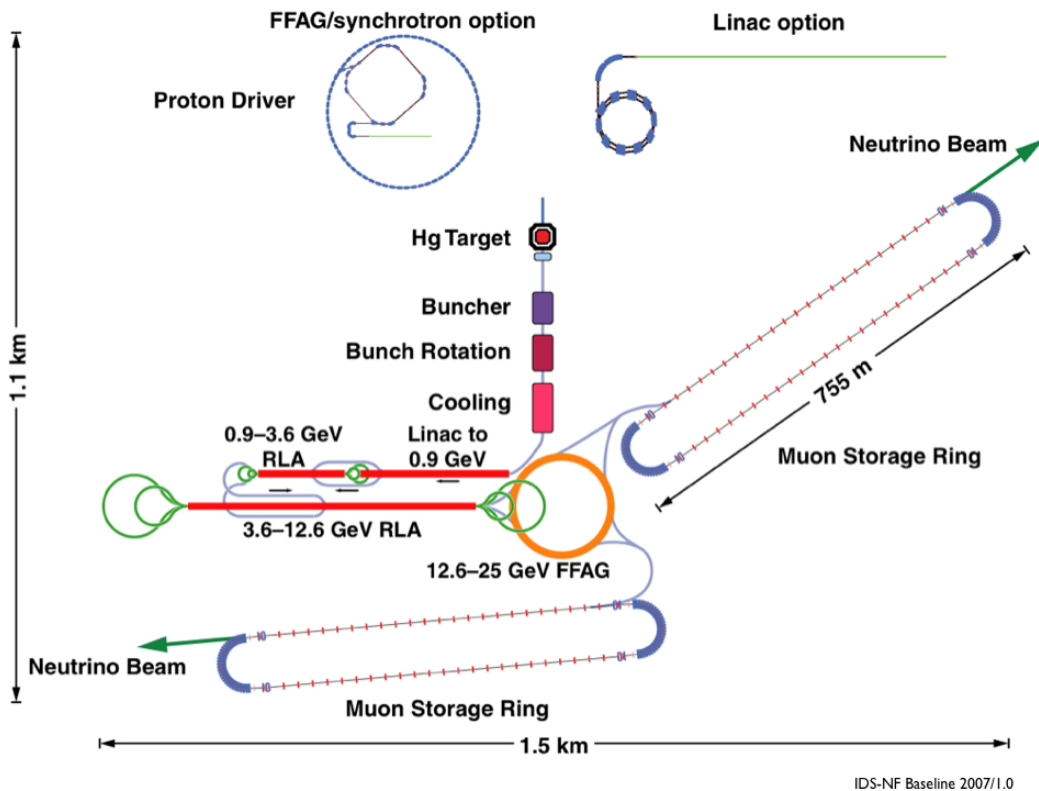 FFAG/synchrotron option
Linac option
Proton Driver
Neutrino Beam
Hg Target
Buncher
1.1 km
Bunch Rotation
755 m
Cooling
0.9–3.6 GeV
RLA
Linac to
0.9 GeV
Muon Storage Ring
3.6–12.6 GeV RLA
12.6–25 GeV FFAG
Neutrino Beam
Muon Storage Ring
1.5 km
IDS-NF Baseline 2007/1.0